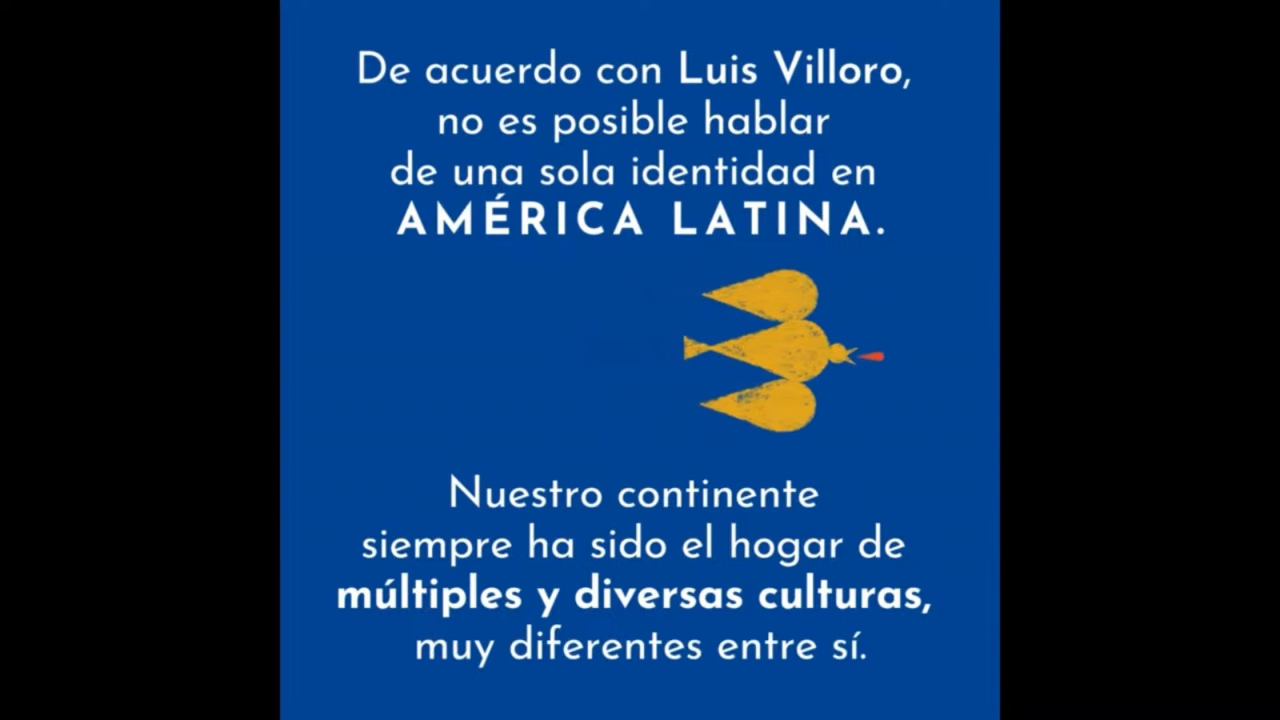 De acuerdo con Luis Villoro,
no es posible hablar
de una sola identidad en
AMÉRICA LATINA.
Nuestro continente
siempre ha sido el hogar de
múltiples y diversas culturas,
muy diferentes entre sí.